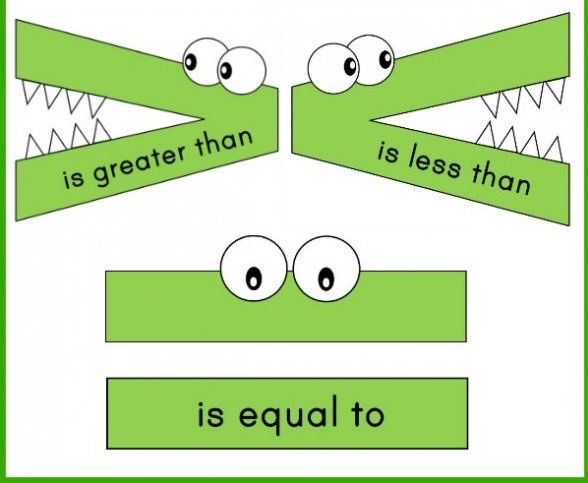 is greater than
is less than
is equal to